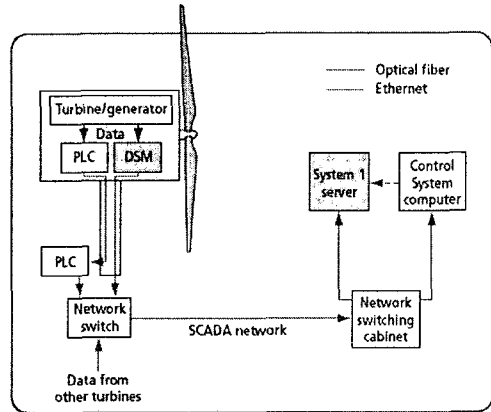 Optical fiber
Ethernet
Turbine/generator
Data
PLC
DSM
System 1
server
Control
System
computer
PLC
Network
switch
SCADA network
Network
switching
cabinet
Data from
other turbines